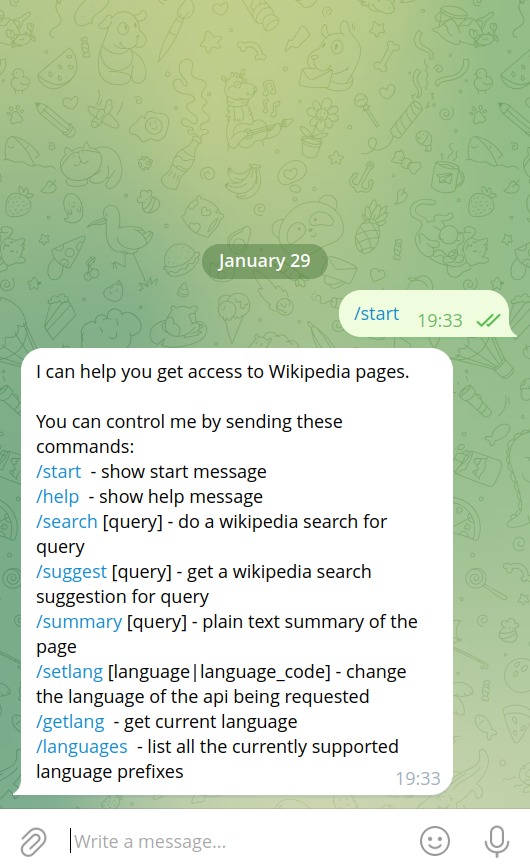 January 29
/start 19:33
I can help you get access to Wikipedia pages.
You can control me by sending these
commands:
/start - show start message
/help - show help message
/search [query] - do a wikipedia search for
query
/suggest [query] - get a wikipedia search
suggestion for query
/summary [query] - plain text summary of the
page
/setlang [language|language_code] - change
the language of the api being requested
/getlang - get current language
/languages - list all the currently supported
language prefixes
19:33
Write a message...